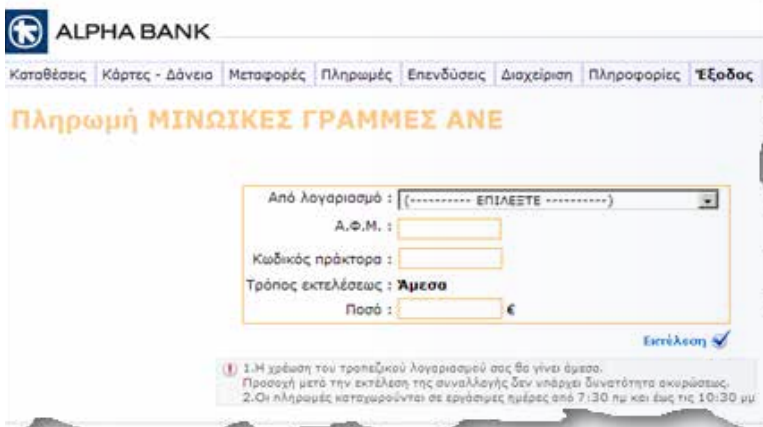 ALPHA BANK
Καταθέσεις Κάρτες - Δάνεια Μεταφορές Πληρωμές Επενδύσεις Διαχείριση Πληροφορίες Έξοδος
Πληρωμή ΜΙΝΩΙΚΕΣ ΓΡΑΜΜΕΣ ΑΝΕ
Από λογαριασμό : (---------- ΕΠΙΛΕΞΤΕ ----------)
Α.Φ.Μ. :
Κωδικός πράκτορα :
Τρόπος εκτελέσεως : Άμεσα
Ποσό : €
Εκτέλεση
1.Η χρέωση του τραπεζικού λογαριασμού σας θα γίνει άμεσα.
Προσοχή μετά την εκτέλεση της συναλλαγής δεν υπάρχει δυνατότητα ακυρώσεως.
2.Οι πληρωμές καταχωρούνται σε εργάσιμες ημέρες από 7:30 πμ και έως τις 10:30 μμ